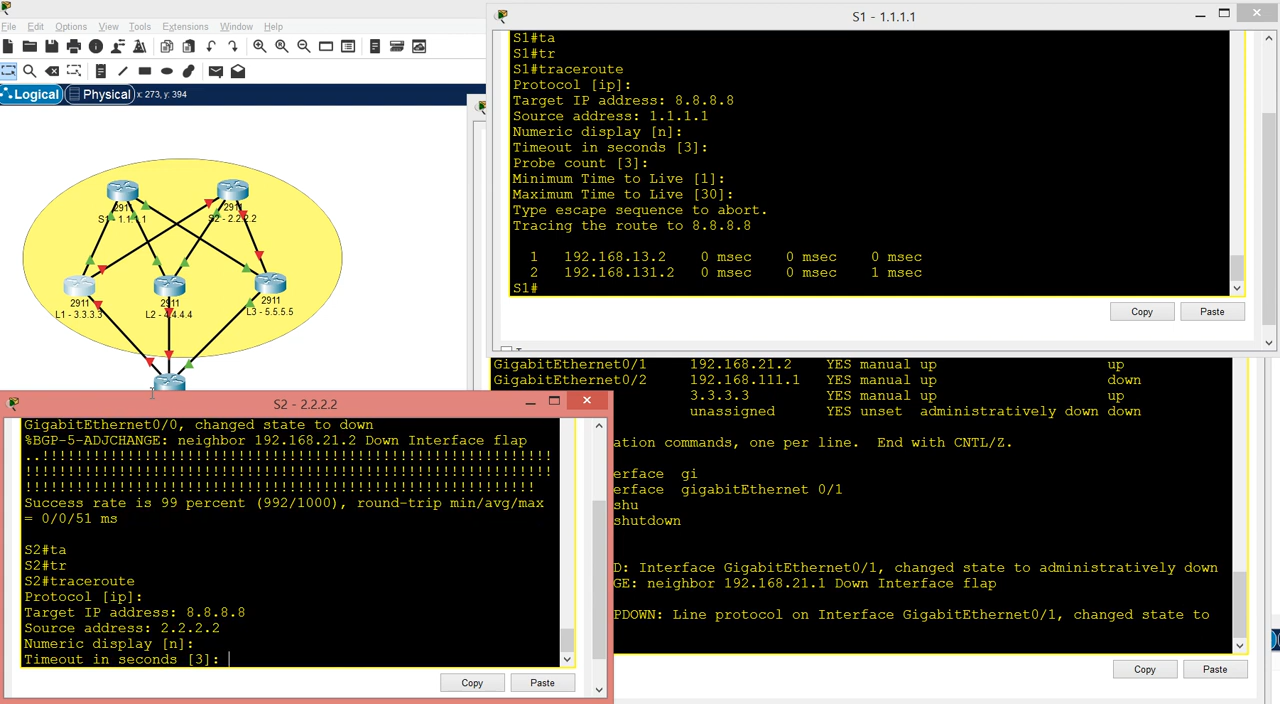 File Edit Options View Tools Extensions Window Help
Logical Physical x: 273, y: 394
2911
S1 - 1.1.1.1
2911
S2 - 2.2.2.2
2911
L1 - 3.3.3.3
2911
L2 - 4.4.4.4
2911
L3 - 5.5.5.5
S1 - 1.1.1.1
S1#ta
S1#tr
S1#traceroute
Protocol [ip]:
Target IP address: 8.8.8.8
Source address: 1.1.1.1
Numeric display [n]:
Timeout in seconds [3]:
Probe count [3]:
Minimum Time to Live [1]:
Maximum Time to Live [30]:
Type escape sequence to abort.
Tracing the route to 8.8.8.8
1 192.168.13.2 0 msec 0 msec 0 msec
2 192.168.131.2 0 msec 0 msec 1 msec
S1#
Copy Paste
GigabitEthernet0/1 192.168.21.2 YES manual up up
GigabitEthernet0/2 192.168.111.1 YES manual up down
3.3.3.3 YES manual up up
unassigned YES unset administratively down down
ation commands, one per line. End with CNTL/Z.
erface gi
erface gigabitEthernet 0/1
shu
shutdown
D: Interface GigabitEthernet0/1, changed state to administratively down
GE: neighbor 192.168.21.1 Down Interface flap
PDOWN: Line protocol on Interface GigabitEthernet0/1, changed state to
Copy Paste
S2 - 2.2.2.2
GigabitEthernet0/0, changed state to down
%BGP-5-ADJCHANGE: neighbor 192.168.21.2 Down Interface flap
..!!!!!!!!!!!!!!!!!!!!!!!!!!!!!!!!!!!!!!!!!!!!!!!!!!!!!!!!!!!!!!!!!!!
!!!!!!!!!!!!!!!!!!!!!!!!!!!!!!!!!!!!!!!!!!!!!!!!!!!!!!!!!!!!!!!!!!!!!
!!!!!!!!!!!!!!!!!!!!!!!!!!!!!!!!!!!!!!!!!!!!!!!!!!!!!!!!!!!!!!!!!!
Success rate is 99 percent (992/1000), round-trip min/avg/max
= 0/0/51 ms
S2#ta
S2#tr
S2#traceroute
Protocol [ip]:
Target IP address: 8.8.8.8
Source address: 2.2.2.2
Numeric display [n]:
Timeout in seconds [3]:
Copy Paste